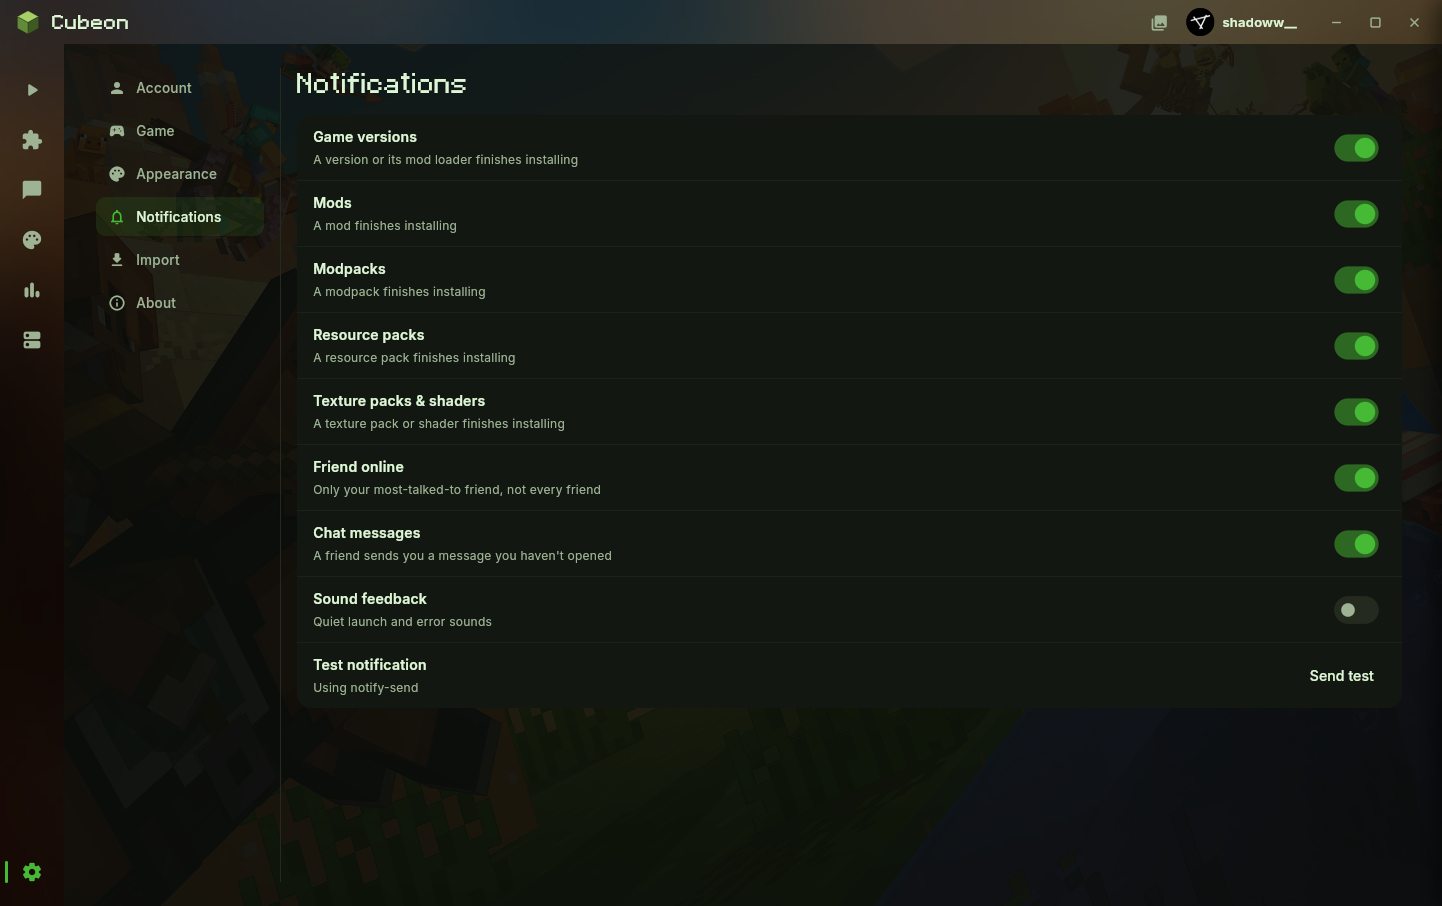 Cubeon
shadoww__
Account
Game
Appearance
Notifications
Import
About
Notifications
Game versions
A version or its mod loader finishes installing
Mods
A mod finishes installing
Modpacks
A modpack finishes installing
Resource packs
A resource pack finishes installing
Texture packs & shaders
A texture pack or shader finishes installing
Friend online
Only your most-talked-to friend, not every friend
Chat messages
A friend sends you a message you haven't opened
Sound feedback
Quiet launch and error sounds
Test notification
Using notify-send
Send test